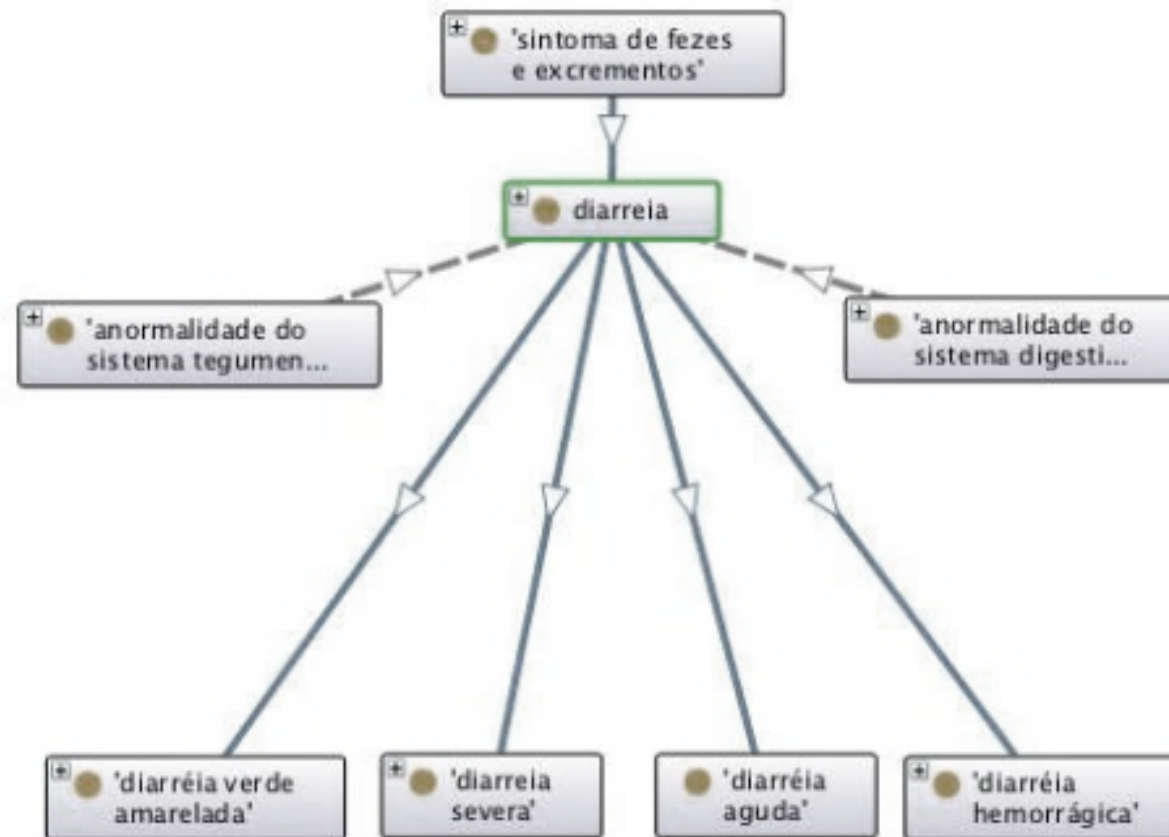 'sintoma de fezes
e excrementos'
diarreia
'anormalidade do
sistema tegumen...
'anormalidade do
sistema digesti...
'diarréia verde
amarelada'
'diarreia
severa'
'diarréia
aguda'
'diarréia
hemorrágica'